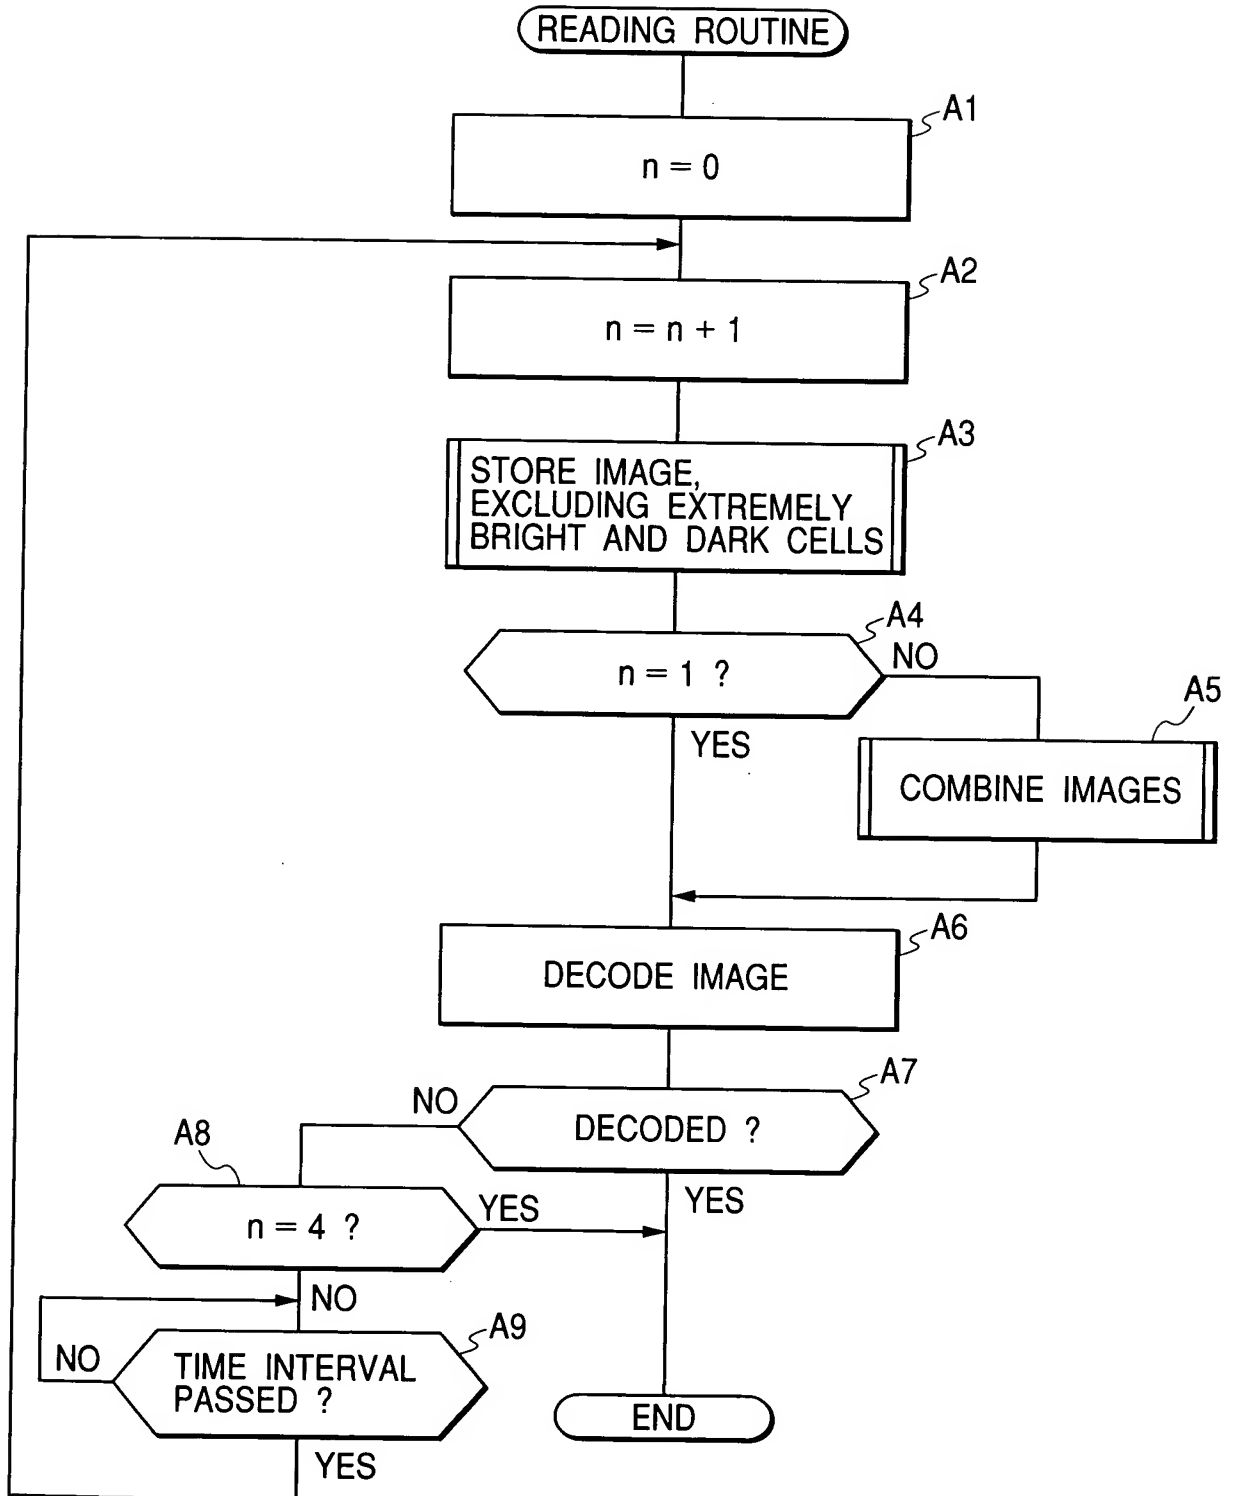 READING ROUTINE
A1
n = 0
A2
n = n + 1
A3
STORE IMAGE,
EXCLUDING EXTREMELY
BRIGHT AND DARK CELLS
A4
n = 1 ?
NO
YES
A5
COMBINE IMAGES
A6
DECODE IMAGE
A7
DECODED ?
NO
YES
A8
n = 4 ?
YES
NO
A9
TIME INTERVAL
PASSED ?
NO
YES
END